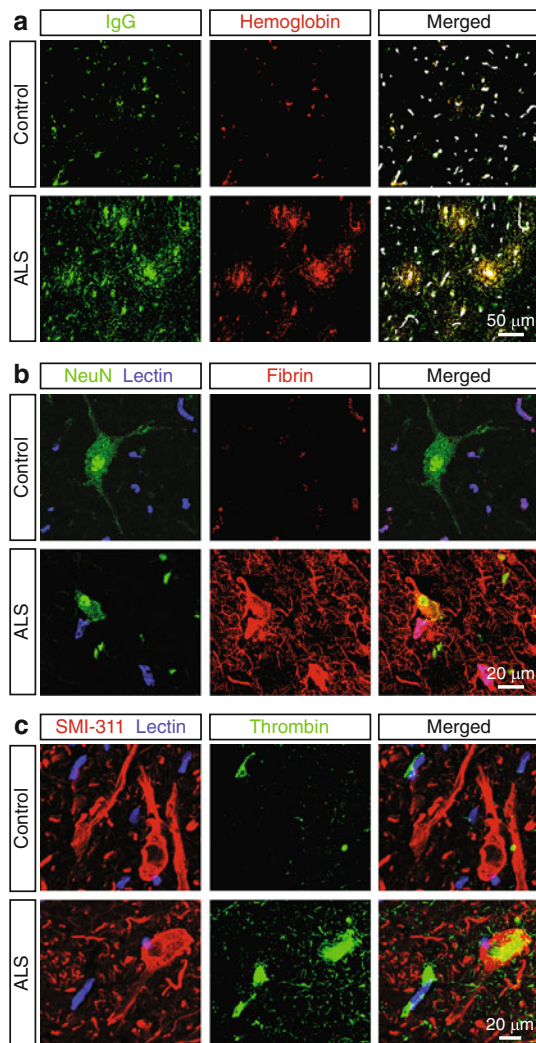 a IgG Hemoglobin Merged
Control
ALS
50 μm
b NeuN Lectin Fibrin Merged
Control
ALS
20 μm
c SMI-311 Lectin Thrombin Merged
Control
ALS
20 μm